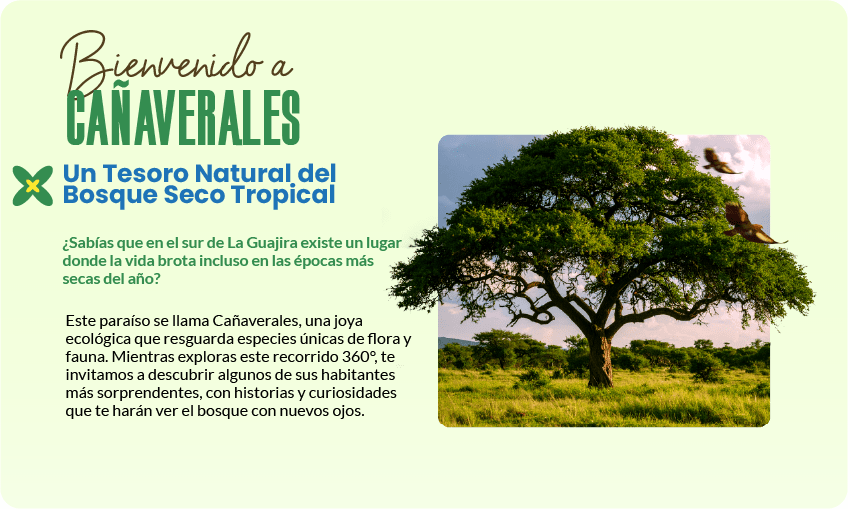 Bienvenido a
CAÑAVERALES
Un Tesoro Natural del
Bosque Seco Tropical
¿Sabías que en el sur de La Guajira existe un lugar
donde la vida brota incluso en las épocas más
secas del año?
Este paraíso se llama Cañaverales, una joya
ecológica que resguarda especies únicas de flora y
fauna. Mientras exploras este recorrido 360°, te
invitamos a descubrir algunos de sus habitantes
más sorprendentes, con historias y curiosidades
que te harán ver el bosque con nuevos ojos.